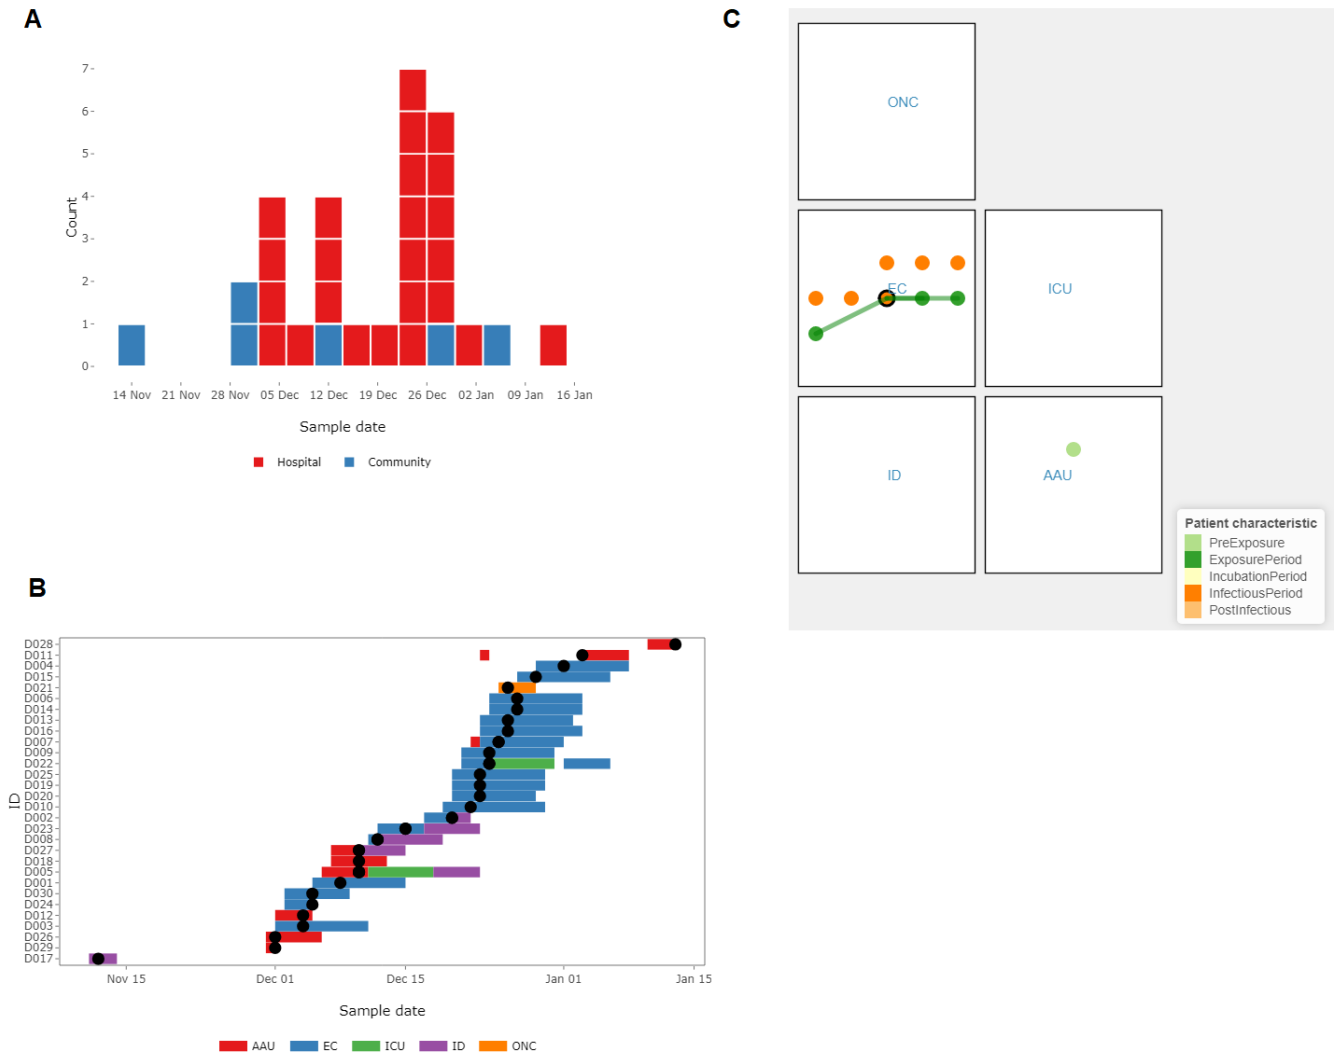 A
7
6
5
4
3
2
1
0
Count
14 Nov 21 Nov 28 Nov 05 Dec 12 Dec 19 Dec 26 Dec 02 Jan 09 Jan 16 Jan
Sample date
Hospital Community
B
D028
D011
D004
D015
D021
D006
D014
D013
D016
D007
D009
D022
D025
D019
D020
D010
D002
D023
D008
D027
D018
D005
D001
D030
D024
D012
D003
D026
D029
D017
ID
Nov 15 Dec 01 Dec 15 Jan 01 Jan 15
Sample date
AAU EC ICU ID ONC
C
ONC
EC
ICU
ID
AAU
Patient characteristic
PreExposure
ExposurePeriod
IncubationPeriod
InfectiousPeriod
PostInfectious